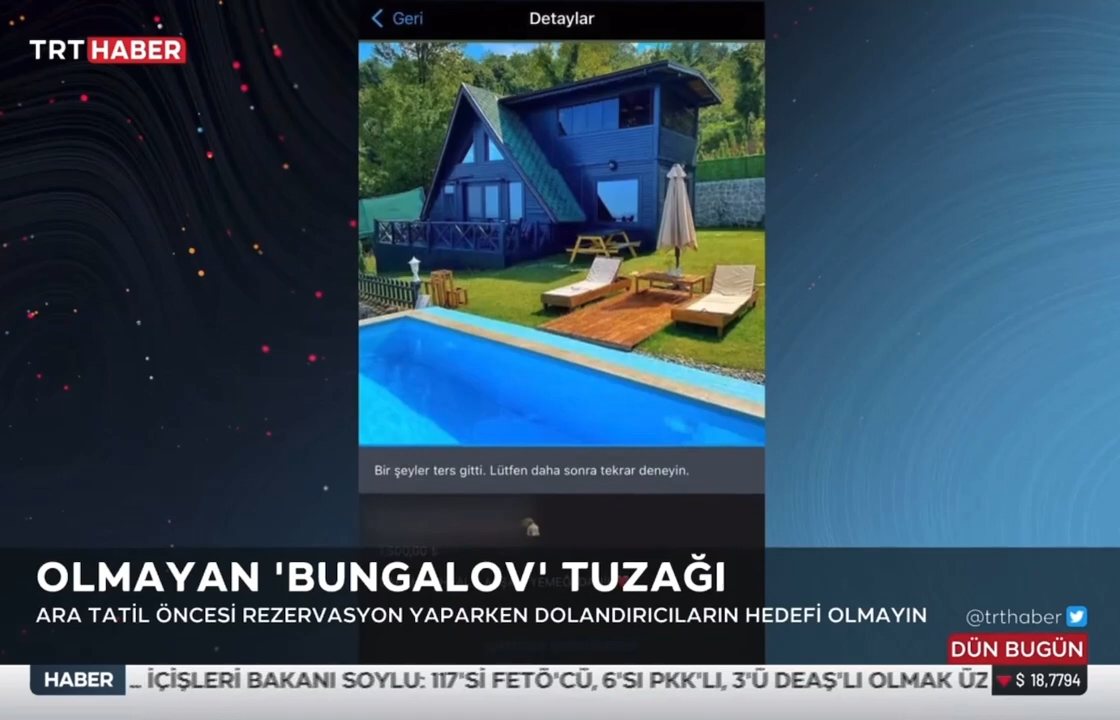 Geri
Detaylar
TRT HABER
Bir şeyler ters gitti. Lütfen daha sonra tekrar deneyin.
OLMAYAN 'BUNGALOV' TUZAĞI
ARA TATİL ÖNCESİ REZERVASYON YAPARKEN DOLANDIRICILARIN HEDEFİ OLMAYIN
@trthaber
DÜN BUGÜN
HABER
... İÇİŞLERİ BAKANI SOYLU: 117'Sİ FETÖ'CÜ, 6'SI PKK'LI, 3'Ü DEAŞ'LI OLMAK ÜZ
$ 18,7794